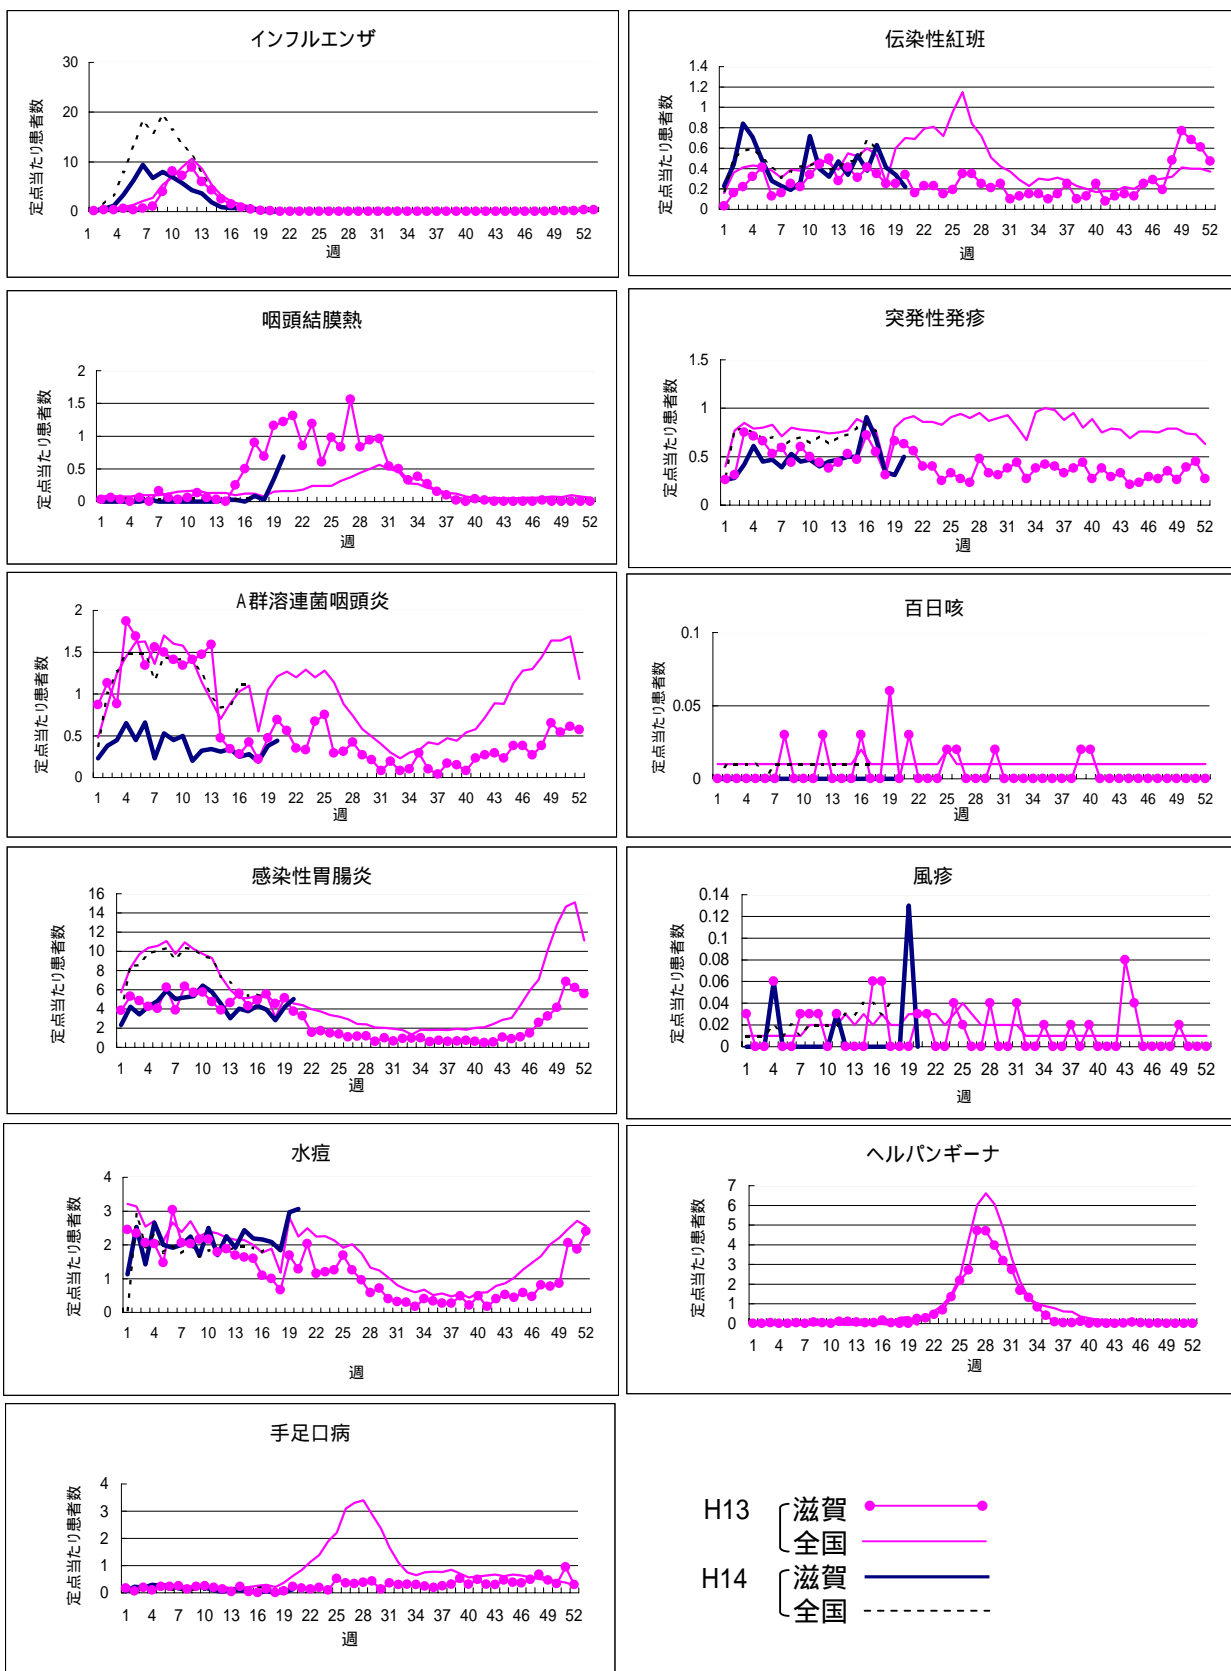 インフルエンザ
定点当たり患者数
30
20
10
0
1 4 7 10 13 16 19 22 25 28 31 34 37 40 43 46 49 52
週
伝染性紅斑
定点当たり患者数
1.4
1.2
1
0.8
0.6
0.4
0.2
0
1 4 7 10 13 16 19 22 25 28 31 34 37 40 43 46 49 52
週
咽頭結膜熱
定点当たり患者数
2
1.5
1
0.5
0
1 4 7 10 13 16 19 22 25 28 31 34 37 40 43 46 49 52
週
突発性発疹
定点当たり患者数
1.5
1
0.5
0
1 4 7 10 13 16 19 22 25 28 31 34 37 40 43 46 49 52
週
A群溶連菌咽頭炎
定点当たり患者数
2
1.5
1
0.5
0
1 4 7 10 13 16 19 22 25 28 31 34 37 40 43 46 49 52
週
百日咳
定点当たり患者数
0.1
0.05
0
1 4 7 10 13 16 19 22 25 28 31 34 37 40 43 46 49 52
週
感染性胃腸炎
定点当たり患者数
16
14
12
10
8
6
4
2
0
1 4 7 10 13 16 19 22 25 28 31 34 37 40 43 46 49 52
週
風疹
定点当たり患者数
0.14
0.12
0.1
0.08
0.06
0.04
0.02
0
1 4 7 10 13 16 19 22 25 28 31 34 37 40 43 46 49 52
週
水痘
定点当たり患者数
4
3
2
1
0
1 4 7 10 13 16 19 22 25 28 31 34 37 40 43 46 49 52
週
ヘルパンギーナ
定点当たり患者数
7
6
5
4
3
2
1
0
1 4 7 10 13 16 19 22 25 28 31 34 37 40 43 46 49 52
週
手足口病
定点当たり患者数
4
3
2
1
0
1 4 7 10 13 16 19 22 25 28 31 34 37 40 43 46 49 52
週
H13 滋賀
全国
H14 滋賀
全国